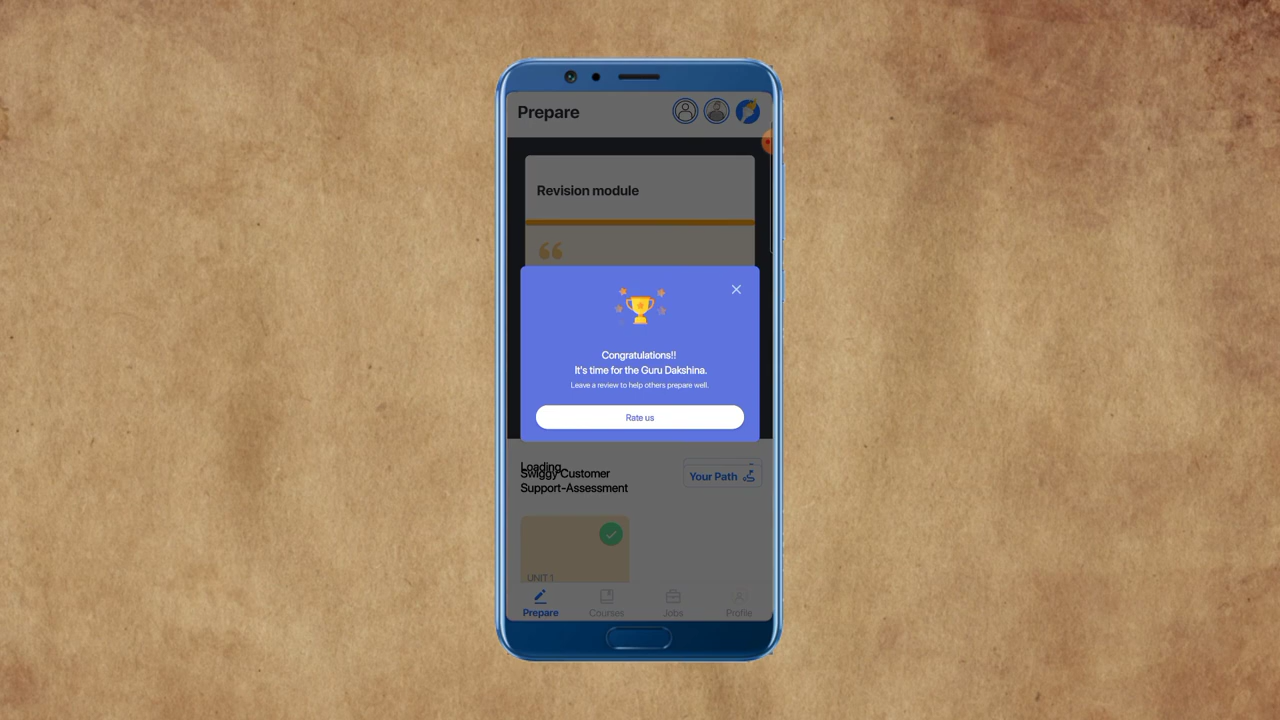 Prepare
Revision module
Congratulations!!
It's time for the Guru Dakshina.
Leave a review to help others prepare well.
Rate us
Loading
Swiggy Customer
Support-Assessment
Your Path
UNIT 1
Prepare
Courses
Jobs
Profile